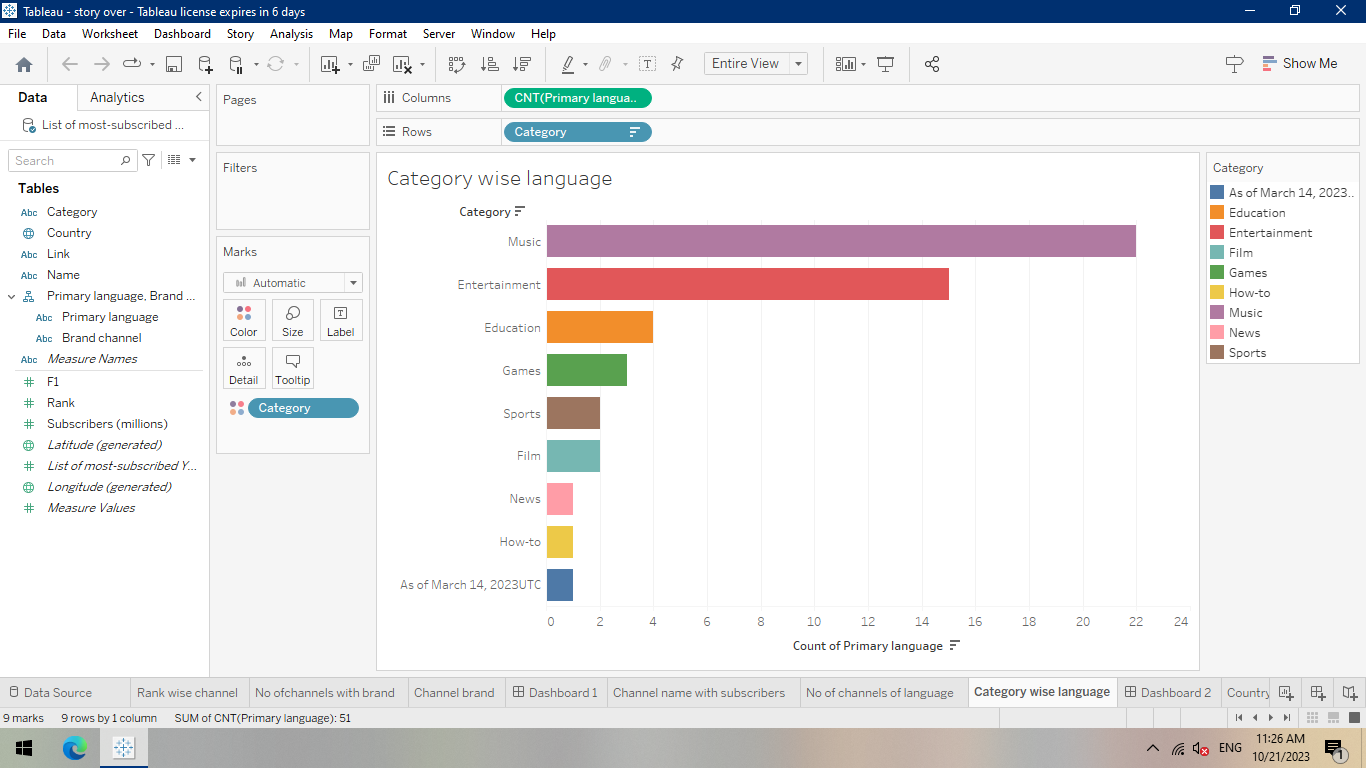 Tableau - story over - Tableau license expires in 6 days
File Data Worksheet Dashboard Story Analysis Map Format Server Window Help
Entire View
Show Me
Data Analytics
List of most-subscribed ...
Search
Tables
Abc Category
Country
Abc Link
Abc Name
Primary language, Brand ...
Abc Primary language
Abc Brand channel
Abc Measure Names
F1
Rank
Subscribers (millions)
Latitude (generated)
List of most-subscribed Y...
Longitude (generated)
Measure Values
Pages
Filters
Marks
Automatic
Color Size Label
Detail Tooltip
Category
Columns CNT(Primary langua..
Rows Category
Category wise language
Category
Music
Entertainment
Education
Games
Sports
Film
News
How-to
As of March 14, 2023UTC
0 2 4 6 8 10 12 14 16 18 20 22 24
Count of Primary language
Category
As of March 14, 2023..
Education
Entertainment
Film
Games
How-to
Music
News
Sports
Data Source Rank wise channel No ofchannels with brand Channel brand Dashboard 1 Channel name with subscribers No of channels of language Category wise language Dashboard 2 Country
9 marks 9 rows by 1 column SUM of CNT(Primary language): 51
ENG
11:26 AM
10/21/2023
1